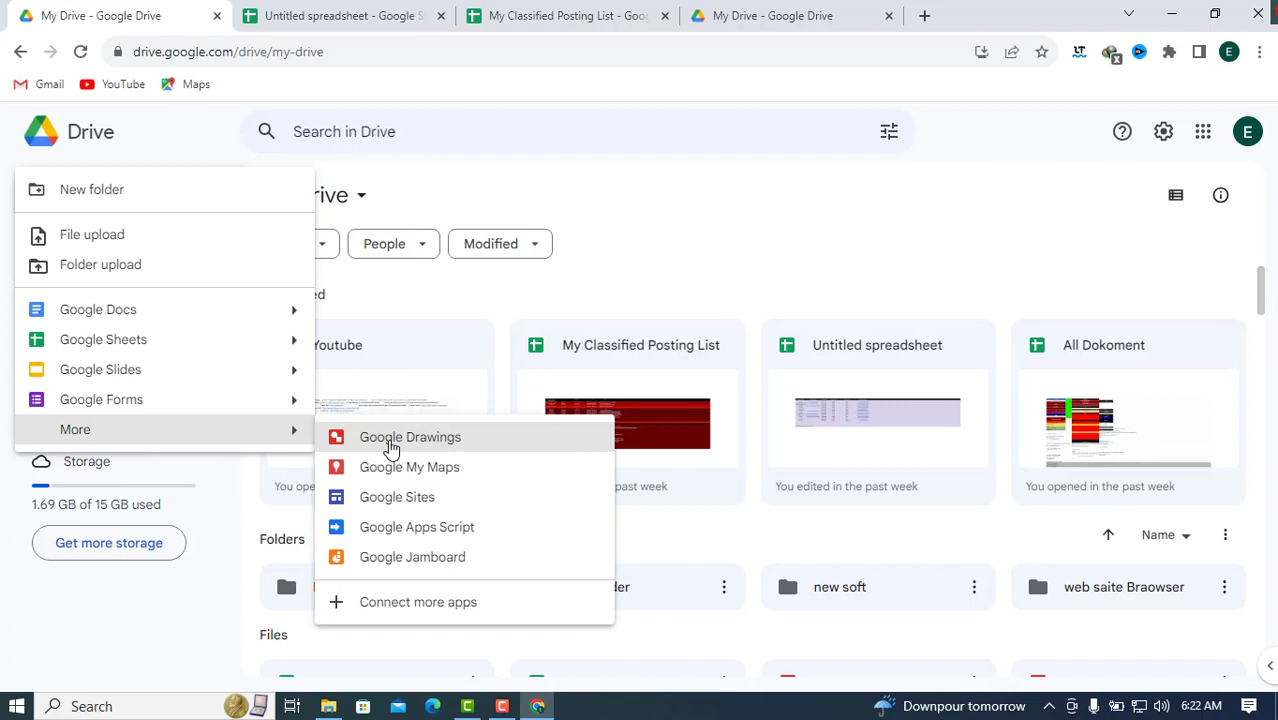 My Drive - Google Drive
Untitled spreadsheet - Google S
My Classified Posting List - Goog
My Drive - Google Drive
drive.google.com/drive/my-drive
LT
X
E
Gmail
YouTube
Maps
Drive
Search in Drive
E
New folder
rive
File upload
People
Modified
Folder upload
Google Docs
Google Sheets
Youtube
My Classified Posting List
Untitled spreadsheet
All Dokoment
Google Slides
Google Forms
More
Google Drawings
Storage
Google My Maps
You o
past week
You edited in the past week
You opened in the past week
1.69 GB of 15 GB used
Google Sites
Get more storage
Google Apps Script
Folders
Name
Google Jamboard
der
new soft
web saite Braowser
Connect more apps
Files
Search
Downpour tomorrow
6:22 AM